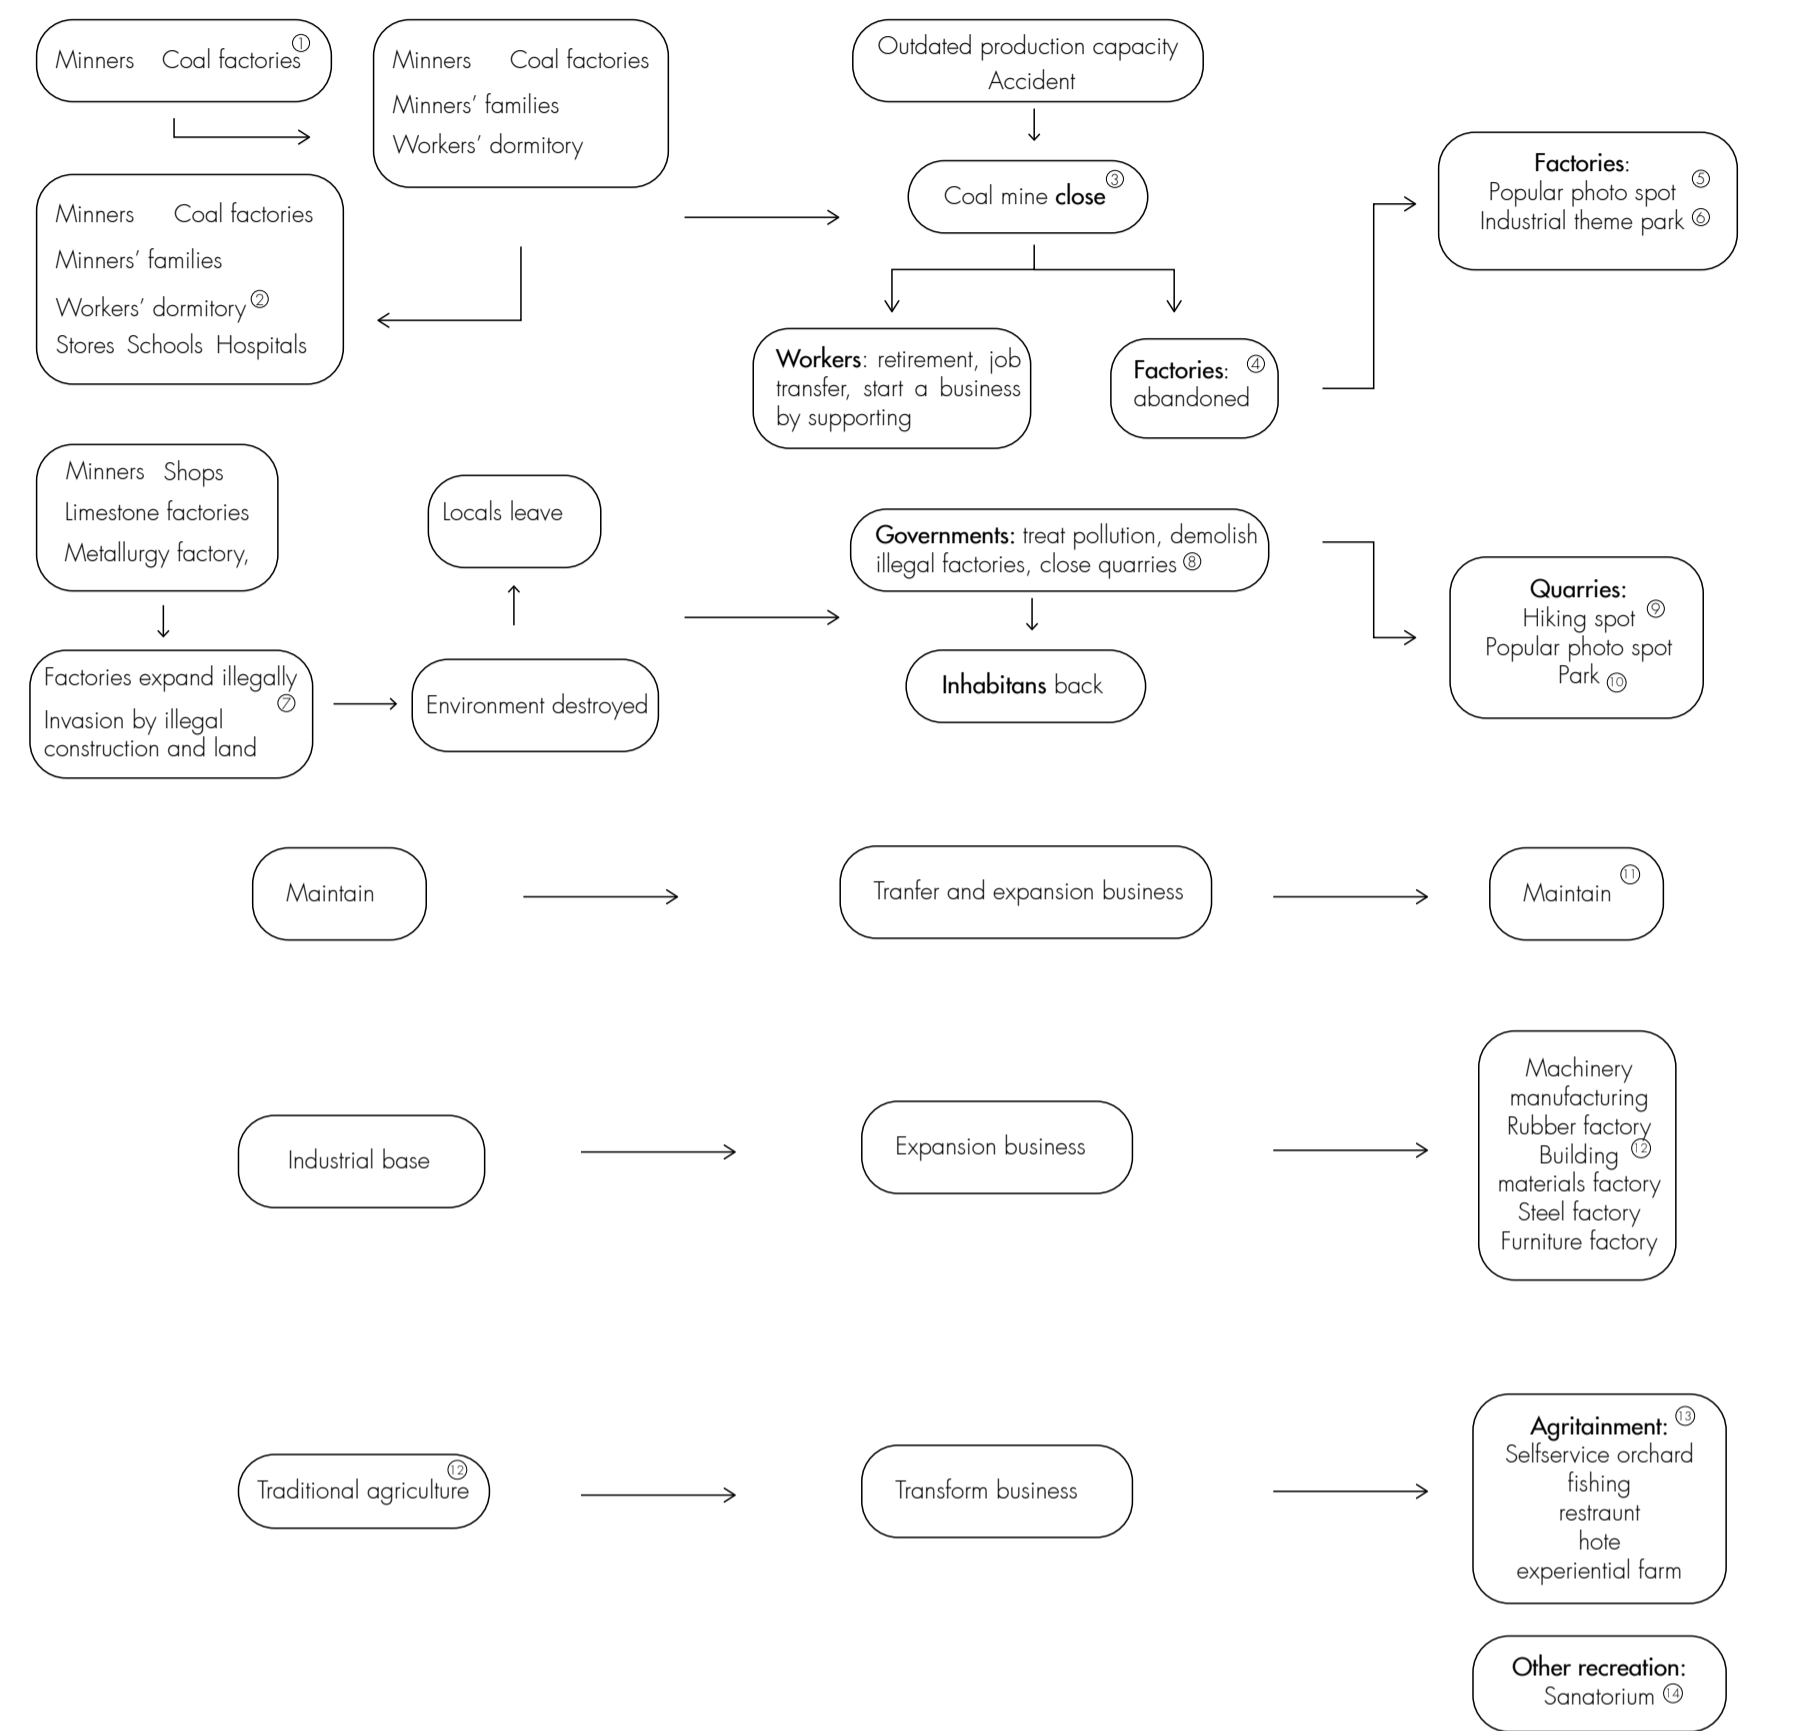 Minners Coal factories ①
Minners Coal factories
Minners' families
Workers' dormitory
Minners Coal factories
Minners' families
Workers' dormitory ②
Stores Schools Hospitals
Outdated production capacity
Accident
Coal mine close ③
Workers: retirement, job
transfer, start a business
by supporting
Factories: ④
abandoned
Factories:
Popular photo spot ⑤
Industrial theme park ⑥
Minners Shops
Limestone factories
Metallurgy factory,
Factories expand illegally
⑦
Invasion by illegal
construction and land
Environment destroyed
Locals leave
Governments: treat pollution, demolish
illegal factories, close quarries ⑧
Inhabitans back
Quarries:
Hiking spot ⑨
Popular photo spot
Park ⑩
Maintain
Tranfer and expansion business
Maintain ⑪
Industrial base
Expansion business
Machinery
manufacturing
Rubber factory
Building ⑫
materials factory
Steel factory
Furniture factory
Traditional agriculture ⑫
Transform business
Agritainment: ⑬
Selfservice orchard
fishing
restraunt
hote
experiential farm
Other recreation:
Sanatorium ⑭